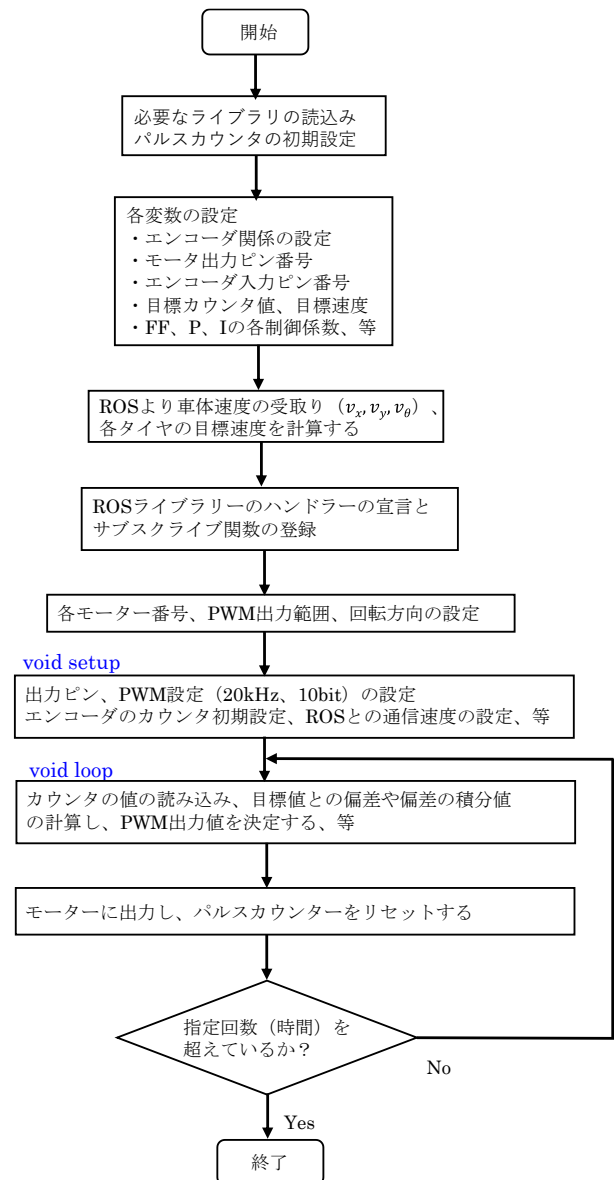 開始
必要なライブラリの読込み
パルスカウンタの初期設定
各変数の設定
・エンコーダ関係の設定
・モータ出力ピン番号
・エンコーダ入力ピン番号
・目標カウンタ値、目標速度
・FF、P、Iの各制御係数、等
ROSより車体速度の受取り（vₓ, v_y, v_θ）、
各タイヤの目標速度を計算する
ROSライブラリーのハンドラーの宣言と
サブスクライブ関数の登録
各モーター番号、PWM出力範囲、回転方向の設定
void setup
出力ピン、PWM設定（20kHz、10bit）の設定
エンコーダのカウンタ初期設定、ROSとの通信速度の設定、等
void loop
カウンタの値の読み込み、目標値との偏差や偏差の積分値
の計算し、PWM出力値を決定する、等
モーターに出力し、パルスカウンターをリセットする
指定回数（時間）を
超えているか？
No
Yes
終了